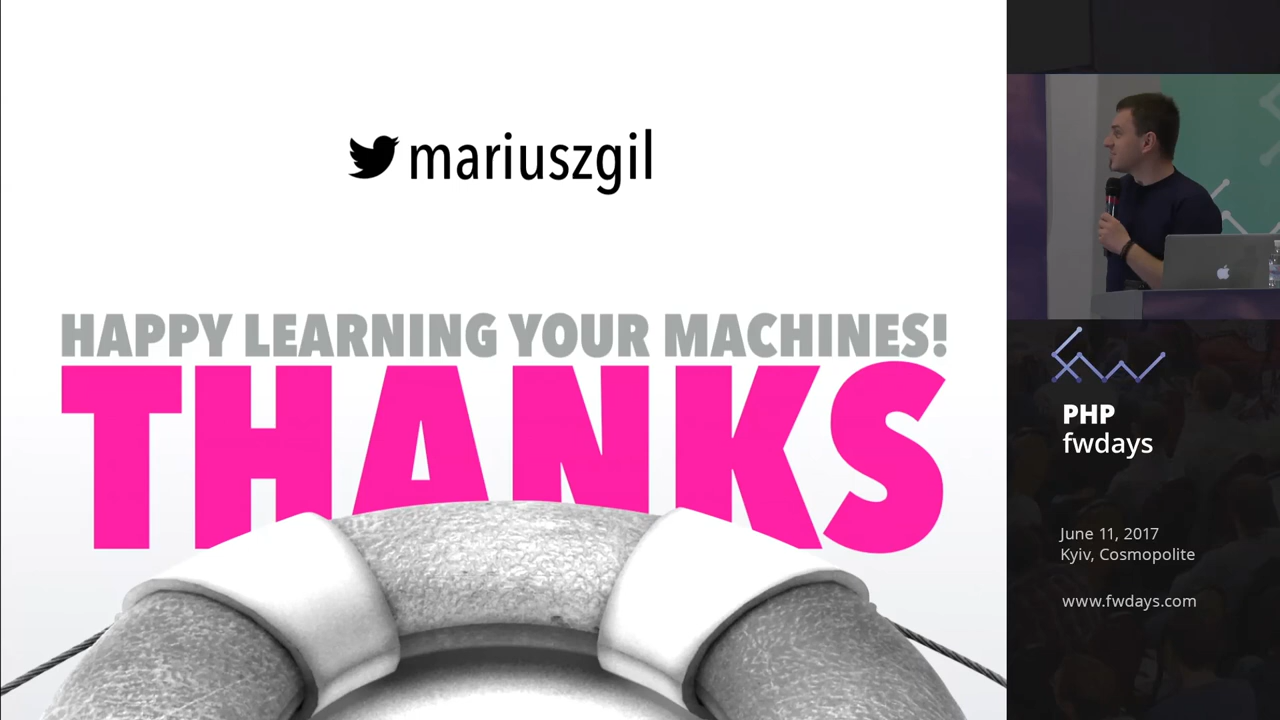 mariuszgil
HAPPY LEARNING YOUR MACHINES!
THANKS
PHP
fwdays
June 11, 2017
Kyiv, Cosmopolite
www.fwdays.com